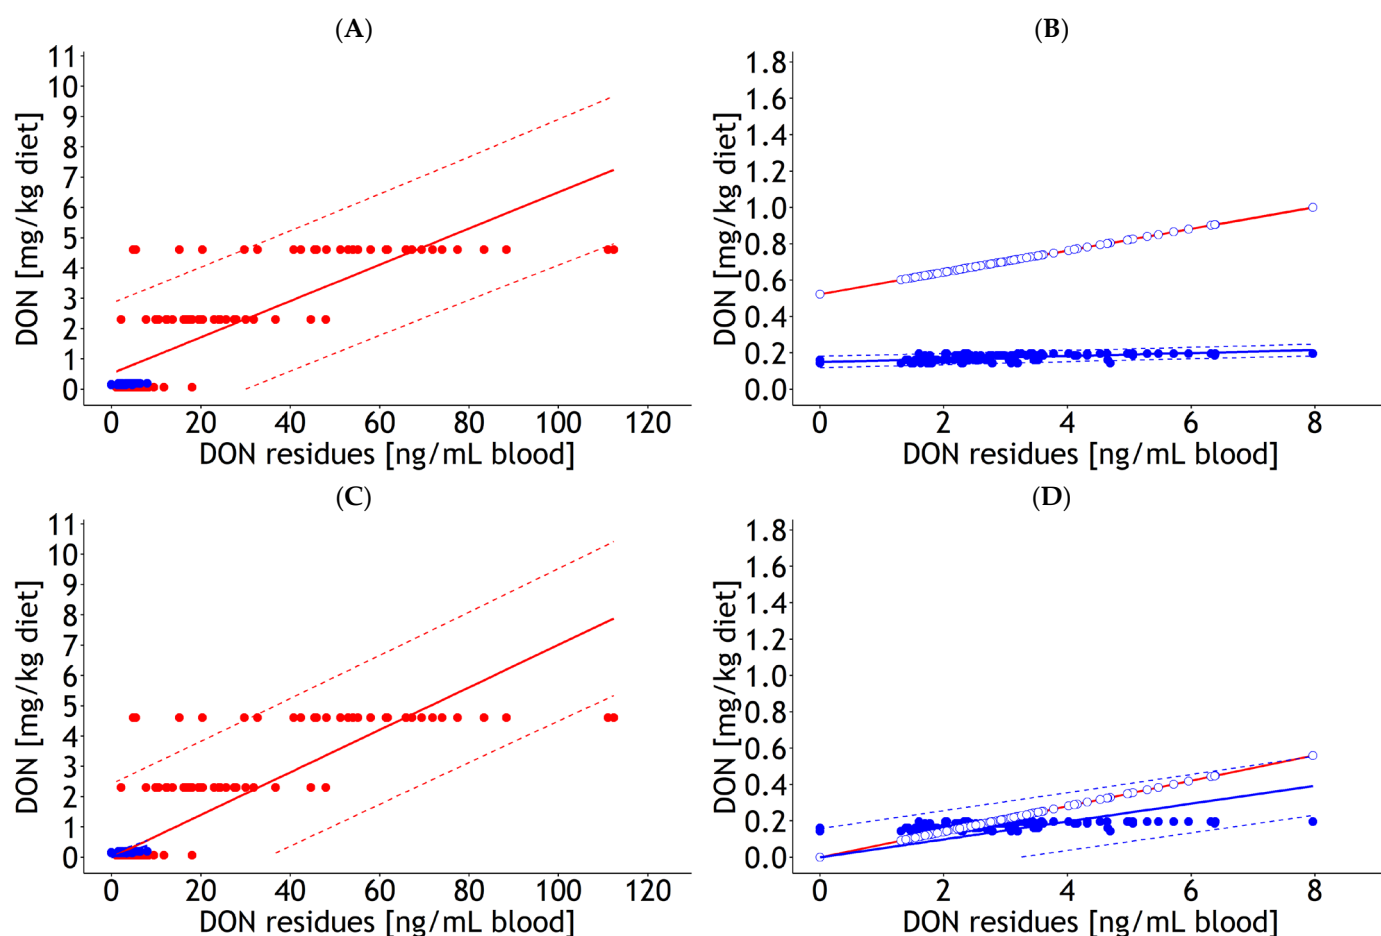 (A)
(B)
DON [mg/kg diet]
11
10
9
8
7
6
5
4
3
2
1
0
0 20 40 60 80 100 120
DON residues [ng/mL blood]
DON [mg/kg diet]
1.8
1.6
1.4
1.2
1.0
0.8
0.6
0.4
0.2
0.0
0 2 4 6 8
DON residues [ng/mL blood]
(C)
(D)
DON [mg/kg diet]
11
10
9
8
7
6
5
4
3
2
1
0
0 20 40 60 80 100 120
DON residues [ng/mL blood]
DON [mg/kg diet]
1.8
1.6
1.4
1.2
1.0
0.8
0.6
0.4
0.2
0.0
0 2 4 6 8
DON residues [ng/mL blood]